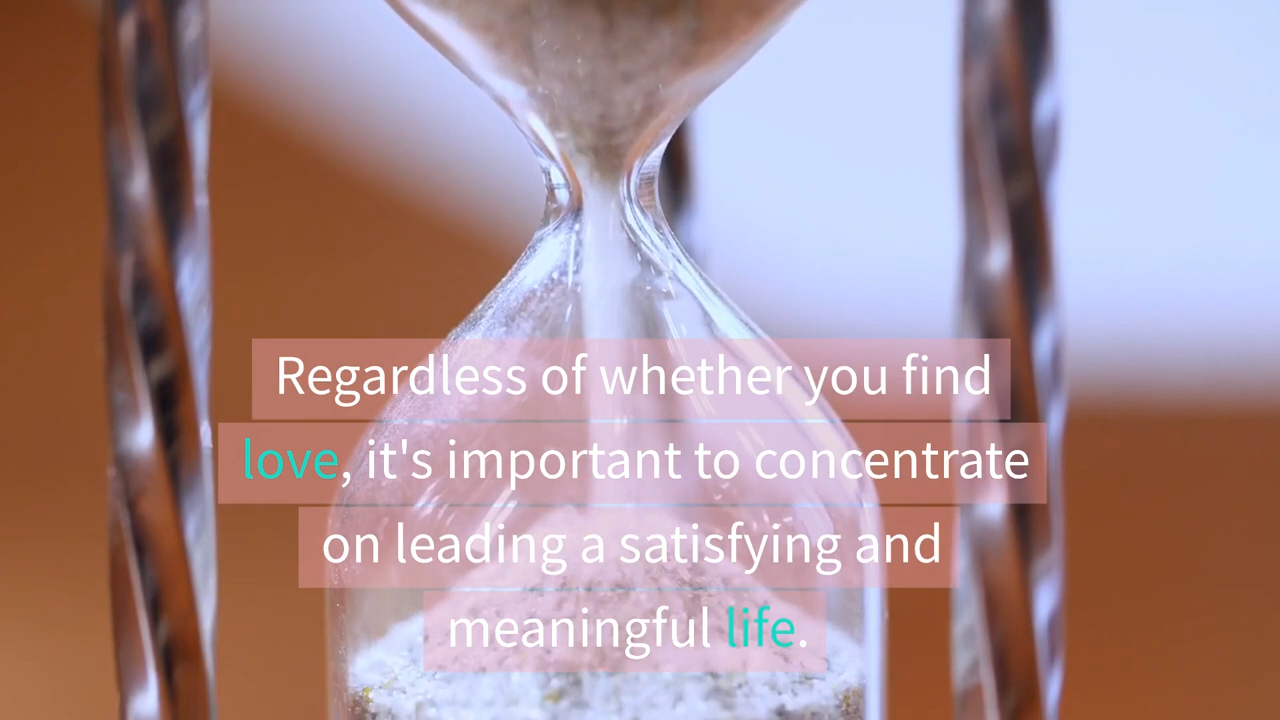 Regardless of whether you find
love, it's important to concentrate
on leading a satisfying and
meaningful life.